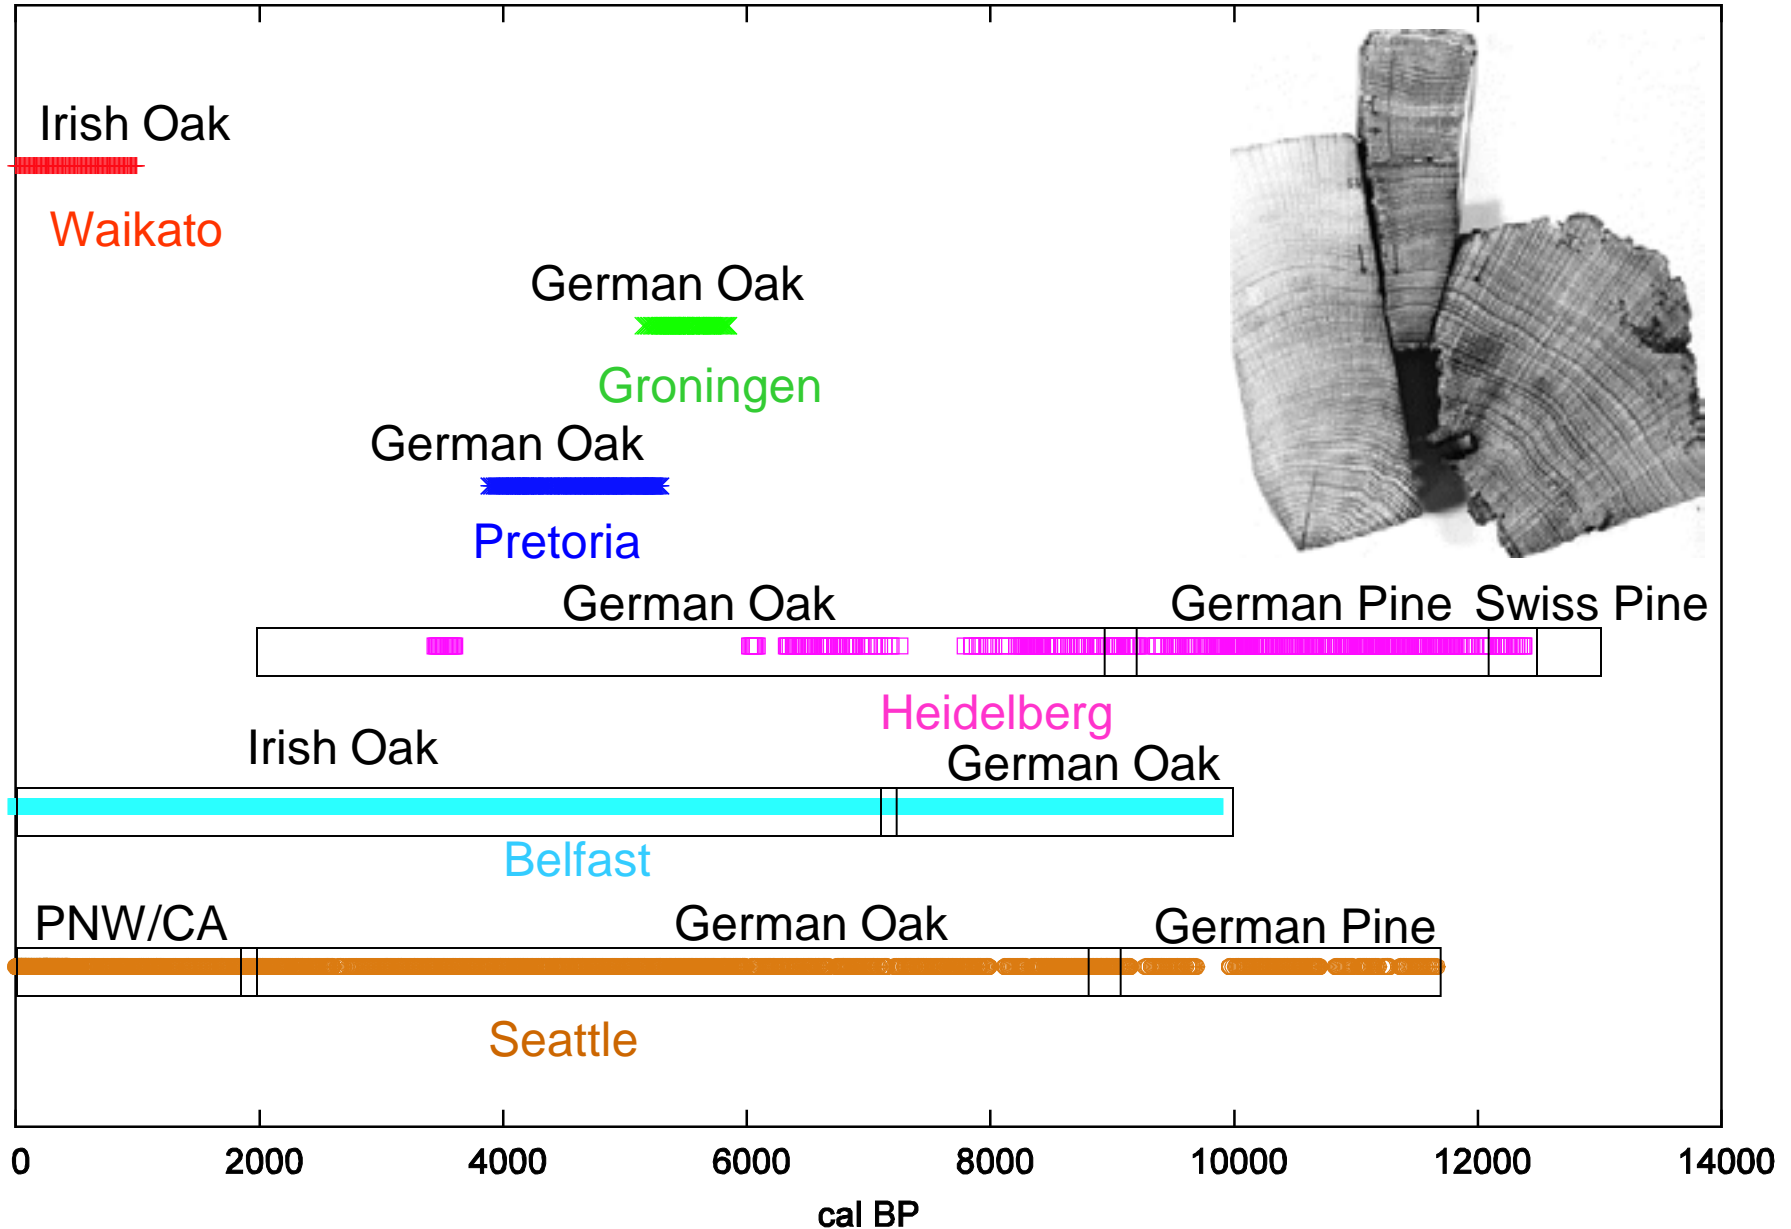 Irish Oak
Waikato
German Oak
Groningen
German Oak
Pretoria
German Oak German Pine Swiss Pine
Heidelberg
Irish Oak
German Oak
Belfast
PNW/CA German Oak German Pine
Seattle
0 2000 4000 6000 8000 10000 12000 14000
cal BP